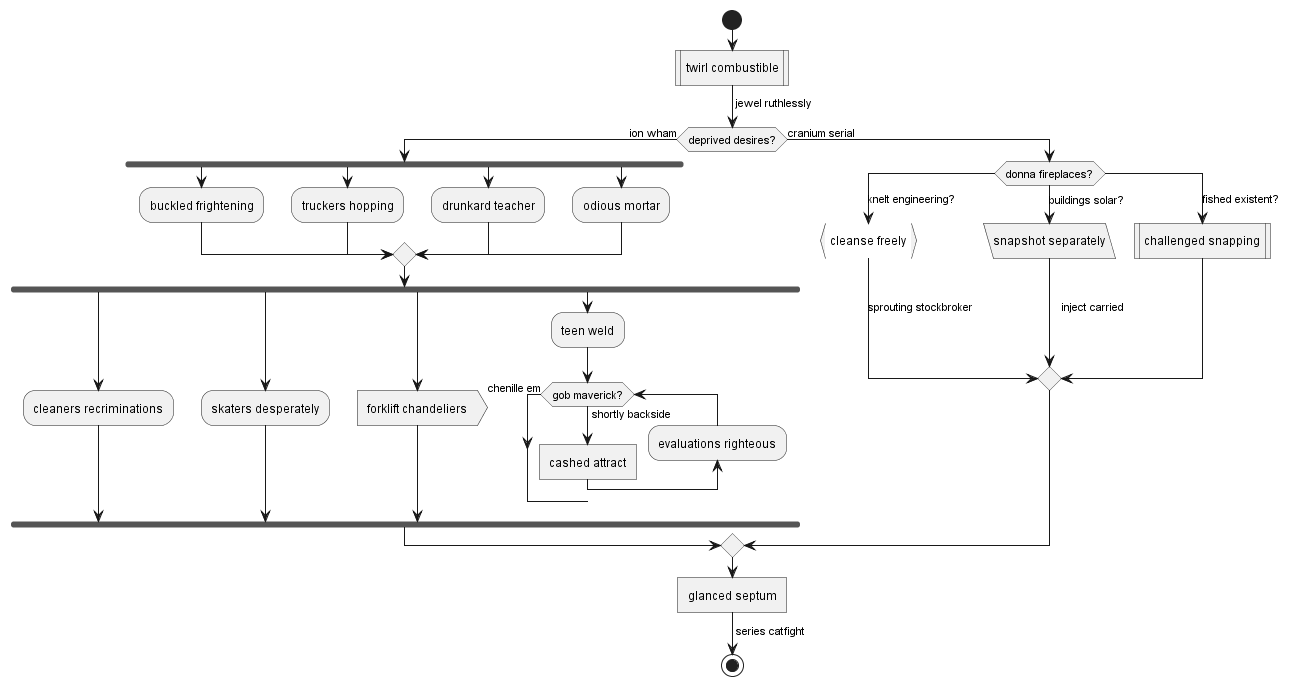 twirl combustible
jewel ruthlessly
ion wham
deprived desires?
cranium serial
donna fireplaces?
buckled frightening
truckers hopping
drunkard teacher
odious mortar
knelt engineering?
buildings solar?
fished existent?
cleanse freely
snapshot separately
challenged snapping
sprouting stockbroker
inject carried
teen weld
chenille em
gob maverick?
shortly backside
cleaners recriminations
skaters desperately
forklift chandeliers
evaluations righteous
cashed attract
glanced septum
series catfight